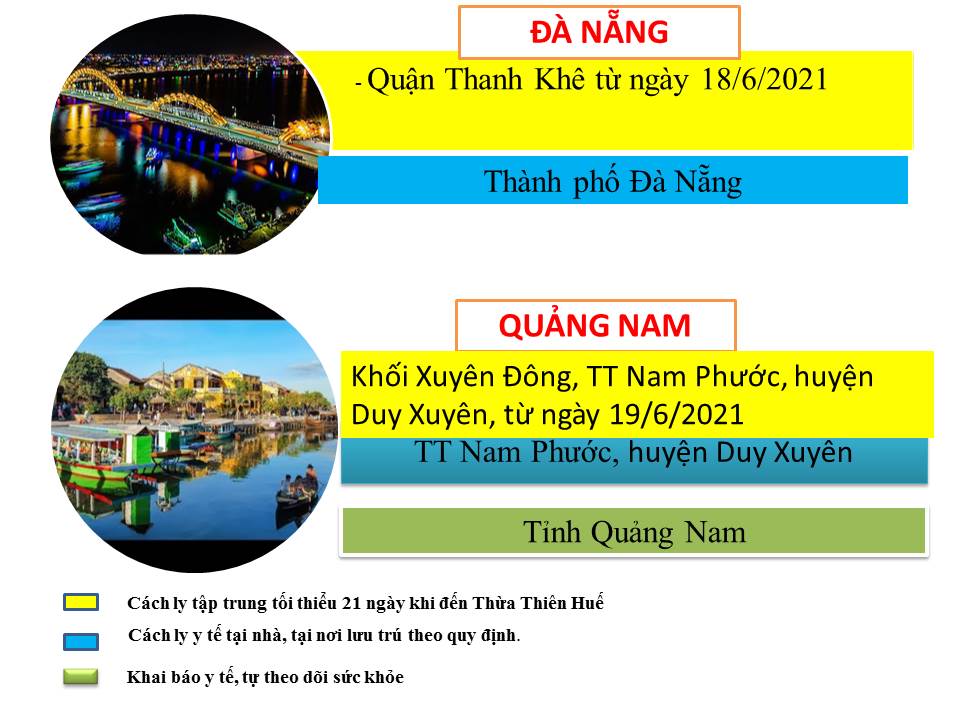 ĐÀ NẴNG
- Quận Thanh Khê từ ngày 18/6/2021
Thành phố Đà Nẵng
QUẢNG NAM
Khối Xuyên Đông, TT Nam Phước, huyện
Duy Xuyên, từ ngày 19/6/2021
TT Nam Phước, huyện Duy Xuyên
Tỉnh Quảng Nam
Cách ly tập trung tối thiểu 21 ngày khi đến Thừa Thiên Huế
Cách ly y tế tại nhà, tại nơi lưu trú theo quy định.
Khai báo y tế, tự theo dõi sức khỏe